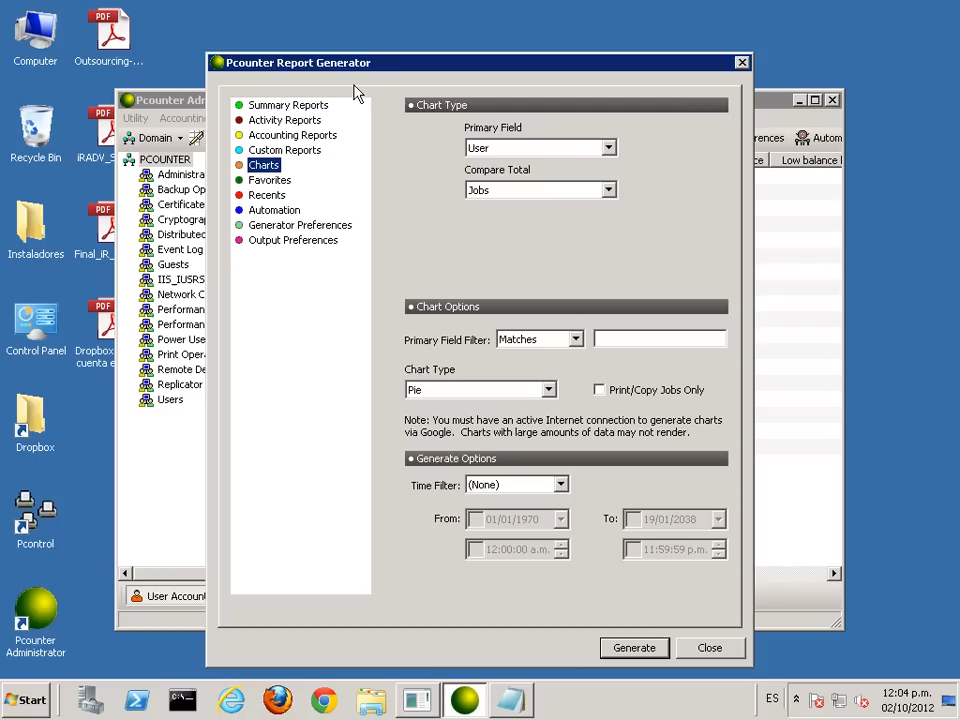 Computer
Outsourcing-...
Recycle Bin
iRADV_S
Instaladores
Final_iR_
Control Panel
Dropbox
cuenta e
Dropbox
Pcontrol
Pcounter
Administrator
Pcounter Adm
Utility
Accounting
Domain
PCOUNTER
Administra
Backup Op
Certificate
Cryptograp
Distributed
Event Log
Guests
IIS_IUSRS
Network C
Performan
Performan
Power Use
Print Oper
Remote De
Replicator
Users
User Accoun
rences
Autom
ce
Low balance l
Pcounter Report Generator
Summary Reports
Activity Reports
Accounting Reports
Custom Reports
Charts
Favorites
Recents
Automation
Generator Preferences
Output Preferences
Chart Type
Primary Field
User
Compare Total
Jobs
Chart Options
Primary Field Filter:
Matches
Chart Type
Pie
Print/Copy Jobs Only
Note: You must have an active Internet connection to generate charts
via Google. Charts with large amounts of data may not render.
Generate Options
Time Filter:
(None)
From:
01/01/1970
To:
19/01/2038
12:00:00 a.m.
11:59:59 p.m.
Generate
Close
Start
ES
12:04 p.m.
02/10/2012